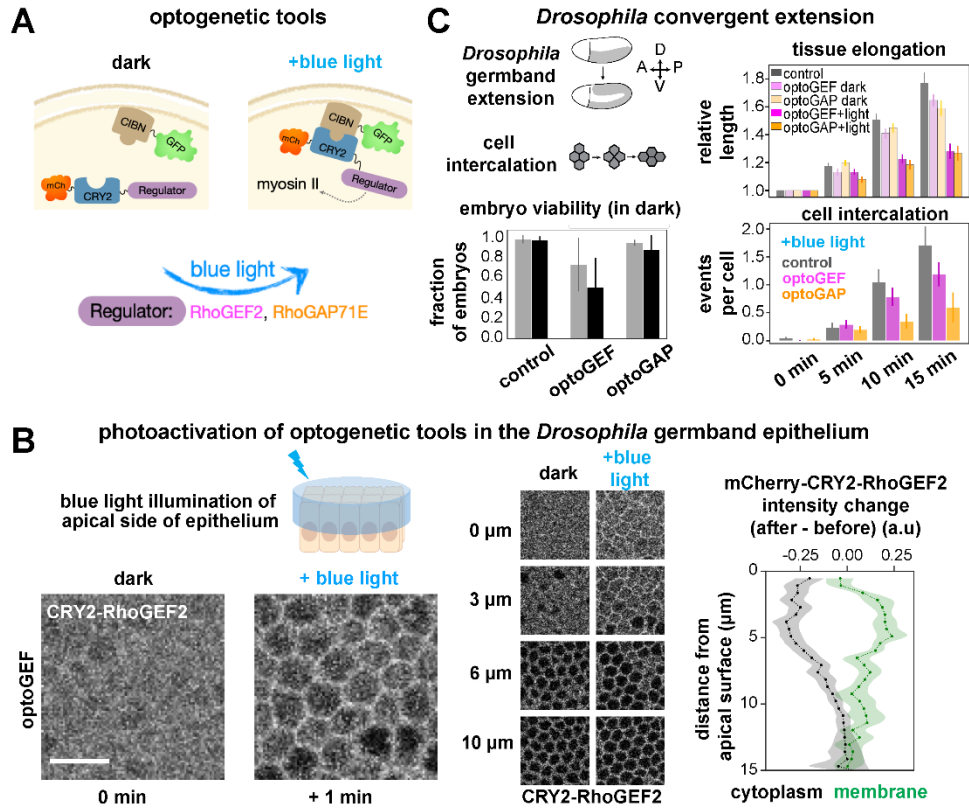 A
optogenetic tools
dark
+blue light
CIBN
GFP
mCh
CRY2
Regulator
CIBN
GFP
mCh
CRY2
Regulator
myosin II
blue light
Regulator: RhoGEF2, RhoGAP71E
C
Drosophila convergent extension
Drosophila
germband
extension
D
A P
V
cell
intercalation
embryo viability (in dark)
fraction
of embryos
1.0
0.8
0.6
0.4
0.2
0
control
optoGEF
optoGAP
tissue elongation
relative
length
1.8
1.6
1.4
1.2
1.0
control
optoGEF dark
optoGAP dark
optoGEF+light
optoGAP+light
cell intercalation
events
per cell
2.0
1.5
1.0
0.5
0.0
+blue light
control
optoGEF
optoGAP
0 min
5 min
10 min
15 min
B
photoactivation of optogenetic tools in the Drosophila germband epithelium
blue light illumination of
apical side of epithelium
dark
+ blue light
CRY2-RhoGEF2
optoGEF
0 min
+ 1 min
dark
+blue
light
0 µm
3 µm
6 µm
10 µm
CRY2-RhoGEF2
mCherry-CRY2-RhoGEF2
intensity change
(after - before) (a.u)
-0.25 0.00 0.25
distance from
apical surface (µm)
0
5
10
15
cytoplasm membrane